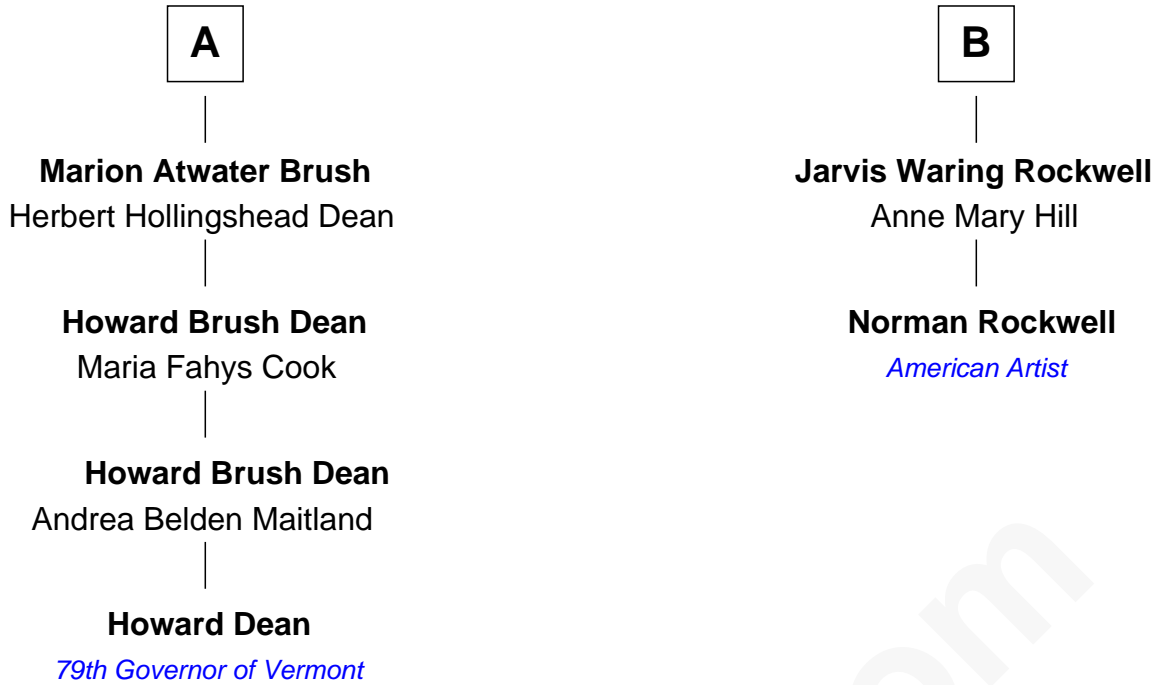 A
Marion Atwater Brush
Herbert Hollingshead Dean
Howard Brush Dean
Maria Fahys Cook
Howard Brush Dean
Andrea Belden Maitland
Howard Dean
79th Governor of Vermont
B
Jarvis Waring Rockwell
Anne Mary Hill
Norman Rockwell
American Artist
om